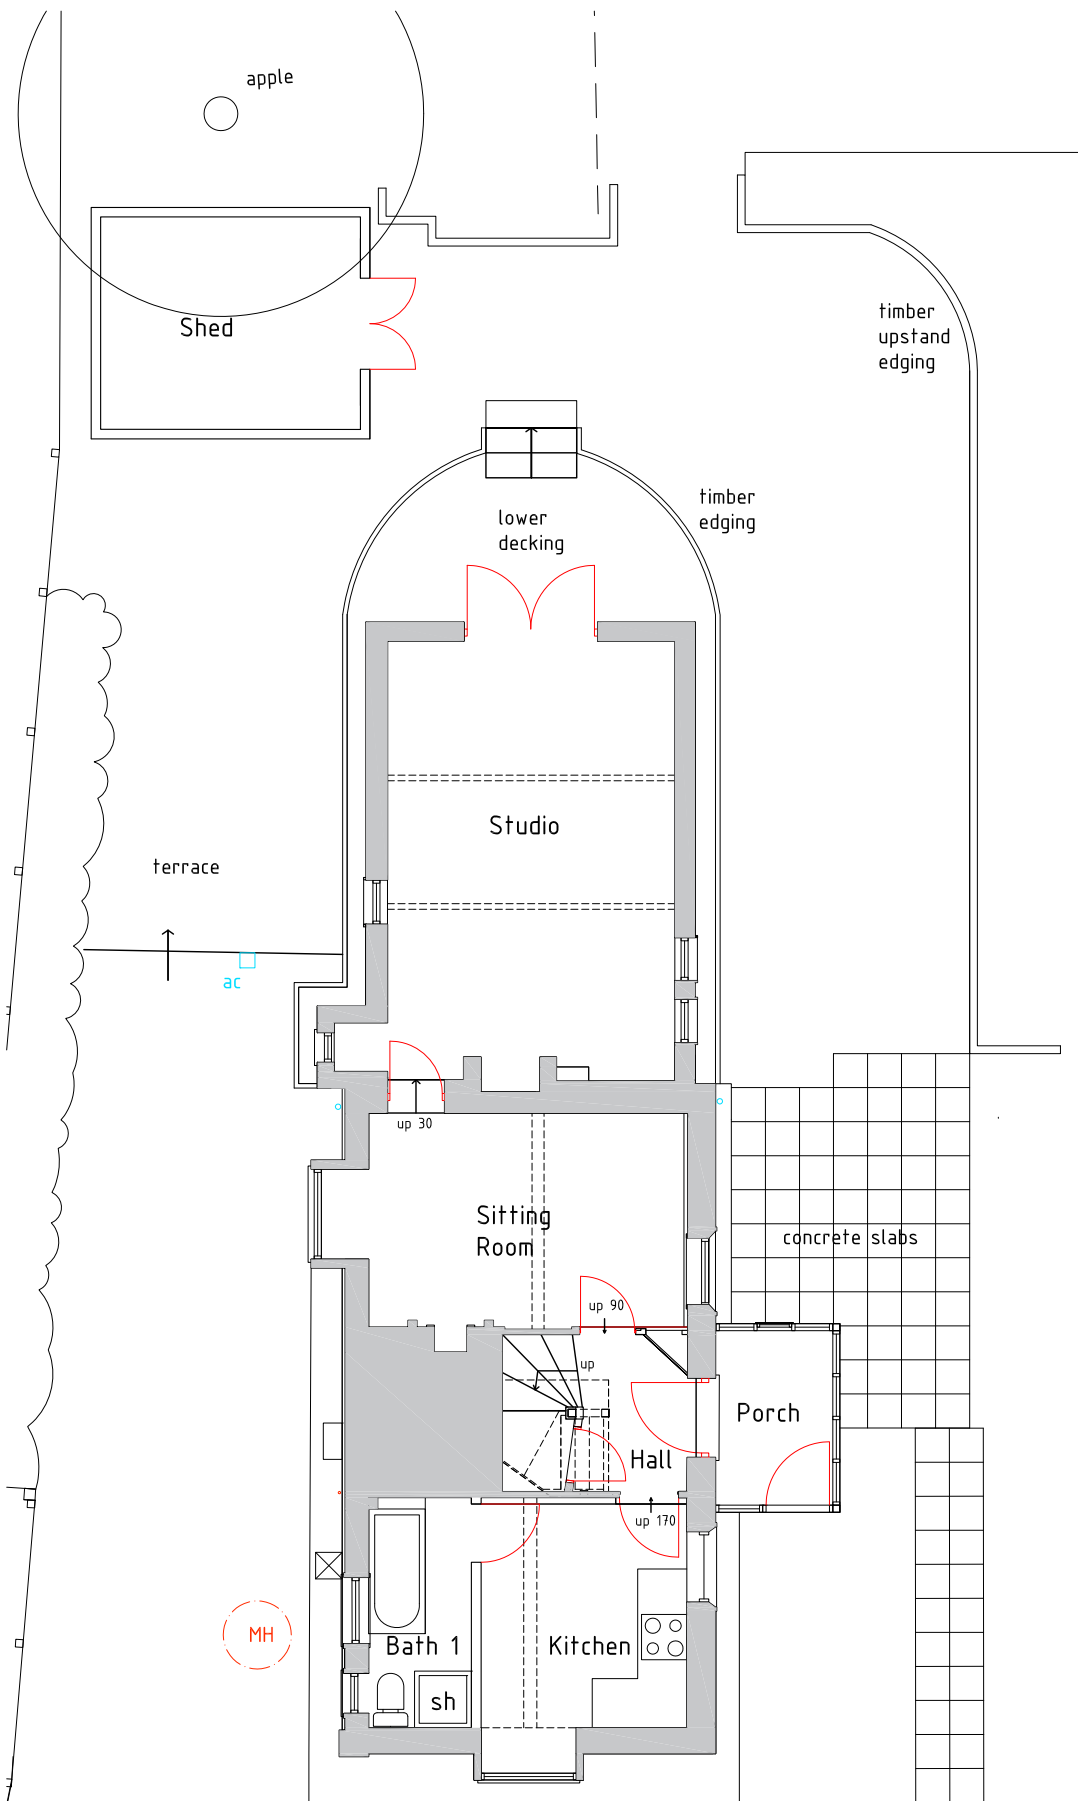 apple
timber
upstand
edging
Shed
timber
edging
lower
decking
Studio
terrace
ac
up 30
Sitting
Room
concrete slabs
up 90
up
Porch
Hall
up 170
MH
Bath 1
Kitchen
sh